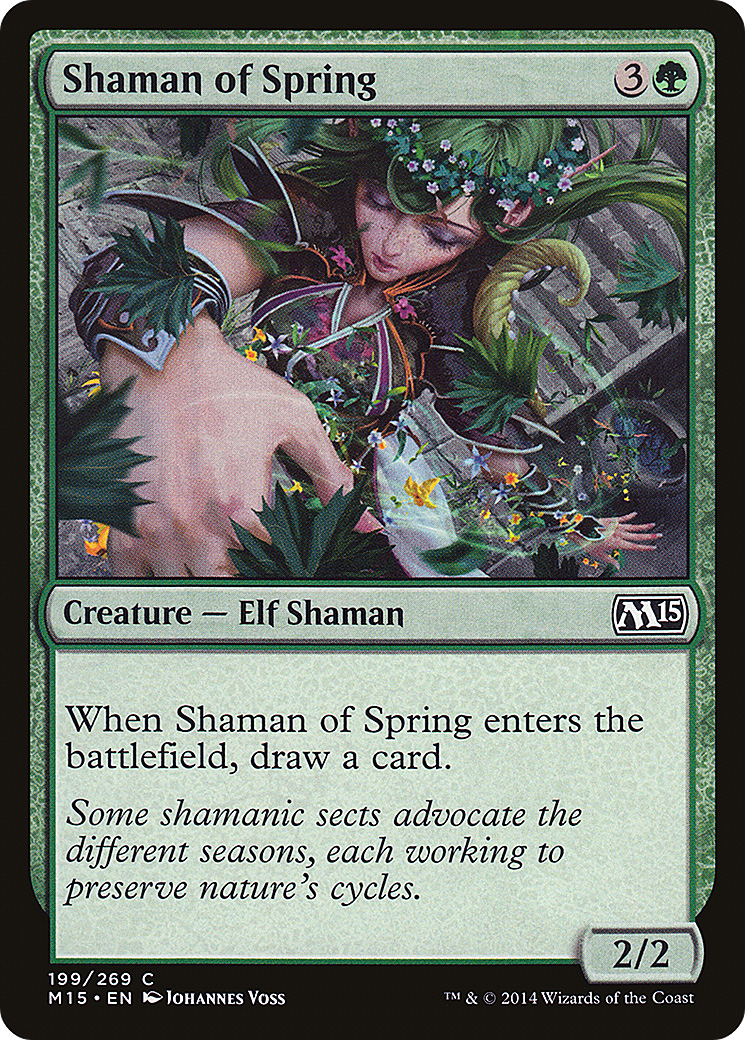 Shaman of Spring 3
Creature — Elf Shaman M15
When Shaman of Spring enters the
battlefield, draw a card.
Some shamanic sects advocate the
different seasons, each working to
preserve nature's cycles.
2/2
199/269 C
M15 • EN Johannes Voss ™ & © 2014 Wizards of the Coast